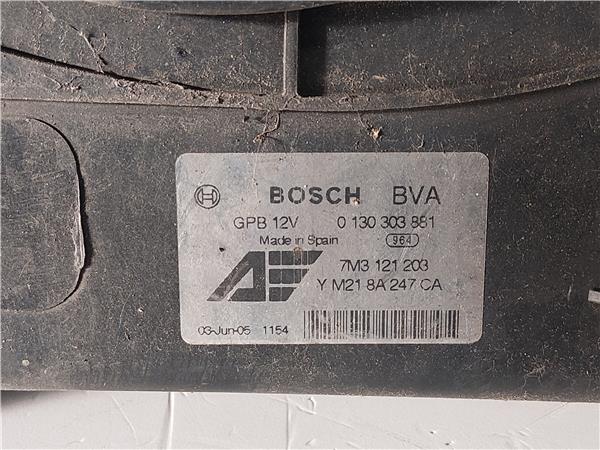 BOSCH BVA
GPB 12V 0 130 303 881
Made in Spain 964
7M3 121 203
YM21 8A 247 CA
03-Jun-05 1154